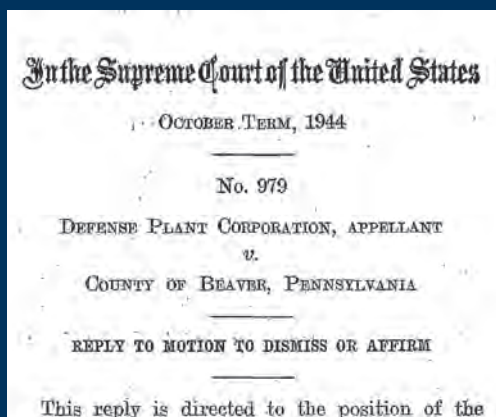 In the Supreme Court of the United States
OCTOBER TERM, 1944
No. 979
DEFENSE PLANT CORPORATION, APPELLANT
v.
COUNTY OF BEAVER, PENNSYLVANIA
REPLY TO MOTION TO DISMISS OR AFFIRM
This reply is directed to the position of the